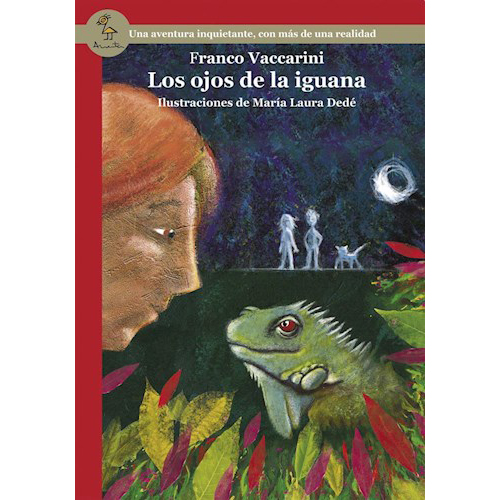 Una aventura inquietante, con más de una realidad
Franco Vaccarini
Los ojos de la iguana
Ilustraciones de María Laura Dedé